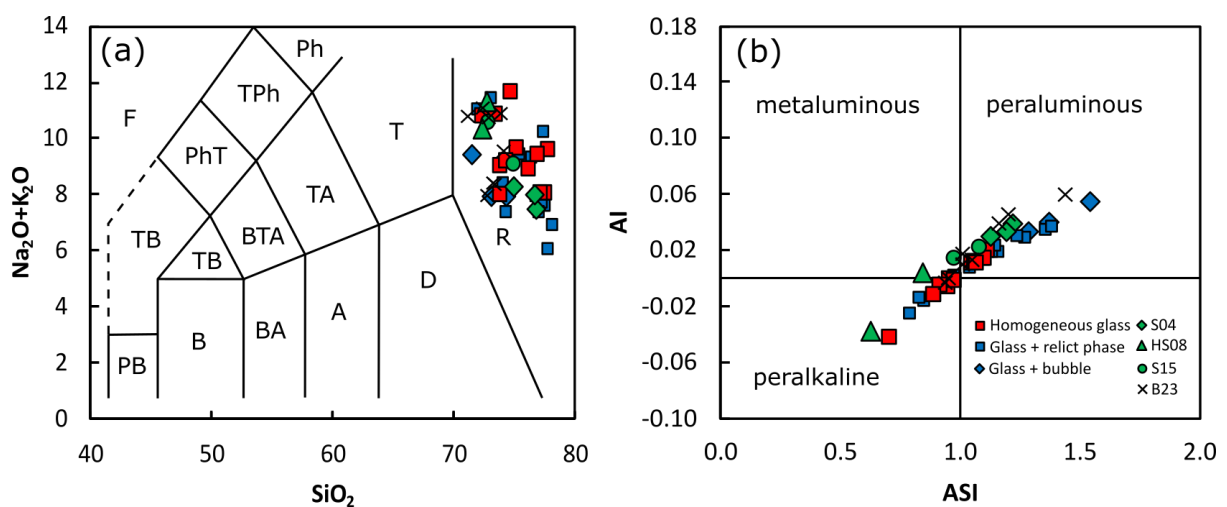 (a)
Na₂O+K₂O
14
12
10
8
6
4
2
0
40
50
60
70
80
SiO₂
F
Ph
TPh
PhT
T
TA
TB
BTA
TB
R
D
A
BA
B
PB
(b)
AI
0.18
0.14
0.10
0.06
0.02
-0.02
-0.06
-0.10
0.0
0.5
1.0
1.5
2.0
ASI
metaluminous
peraluminous
peralkaline
Homogeneous glass
Glass + relict phase
Glass + bubble
S04
HS08
S15
B23